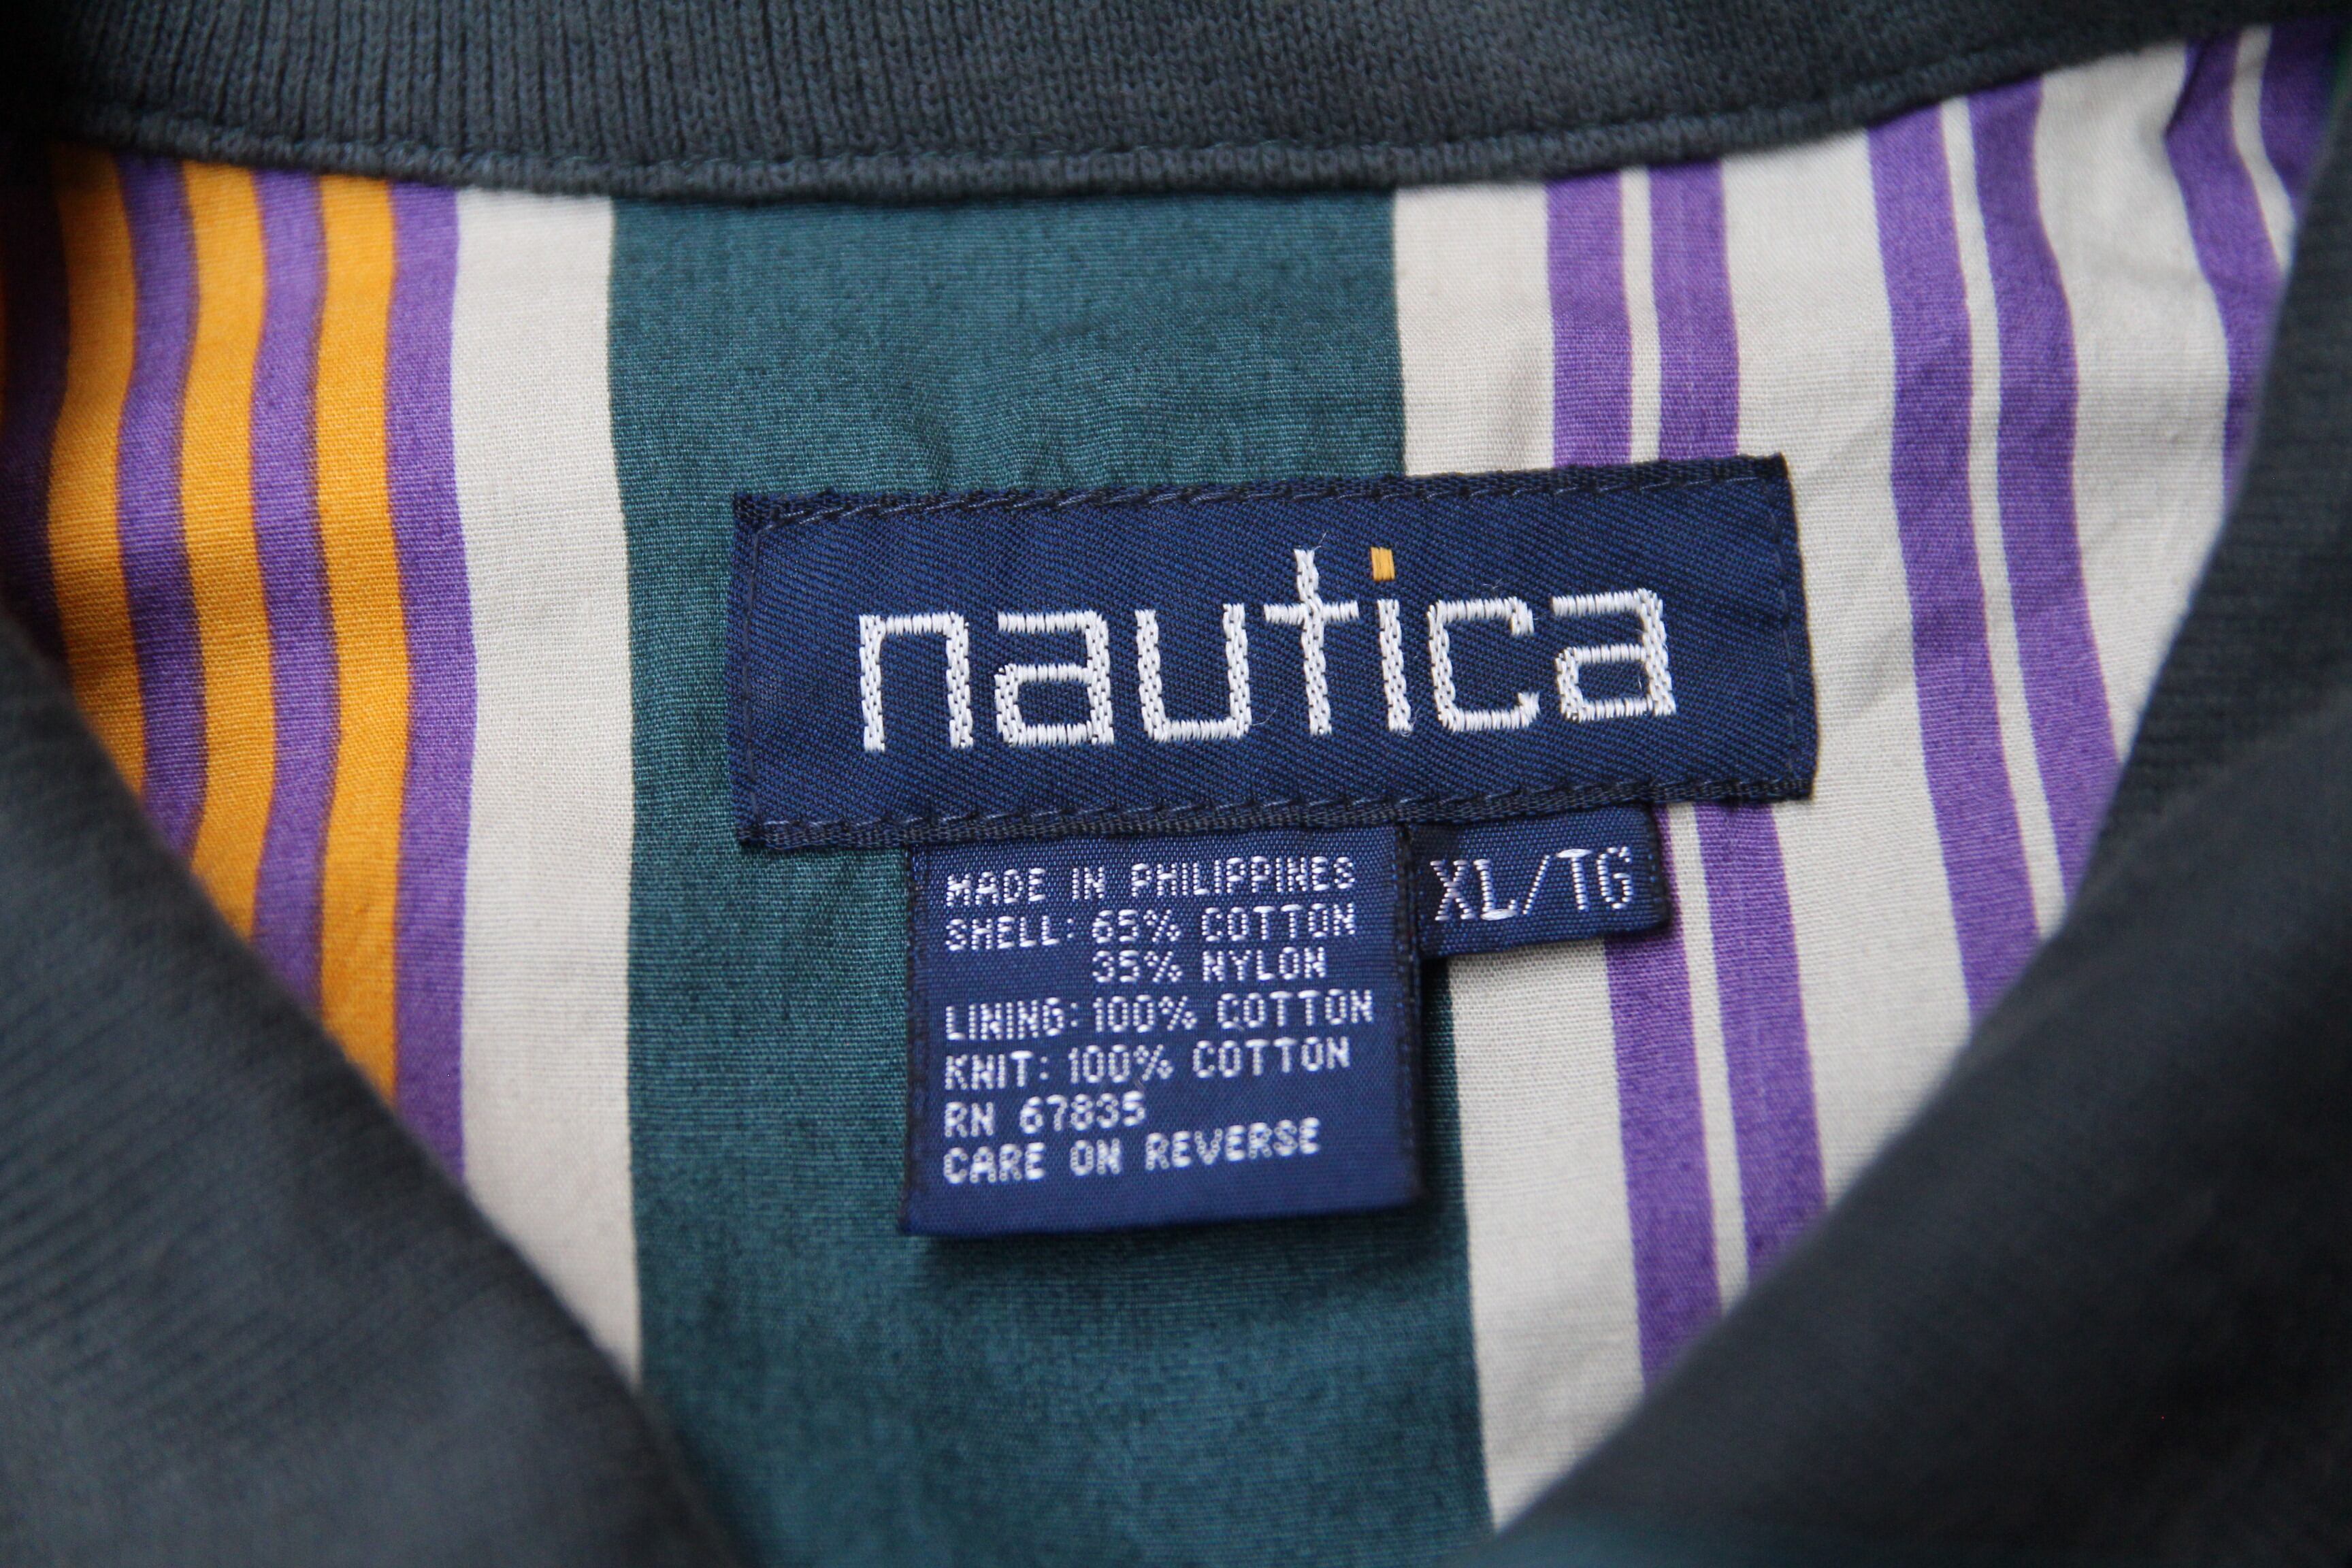 nautica
MADE IN PHILIPPINES
SHELL: 65% COTTON
35% NYLON
LINING: 100% COTTON
KNIT: 100% COTTON
RN 67835
CARE ON REVERSE
XL/TG